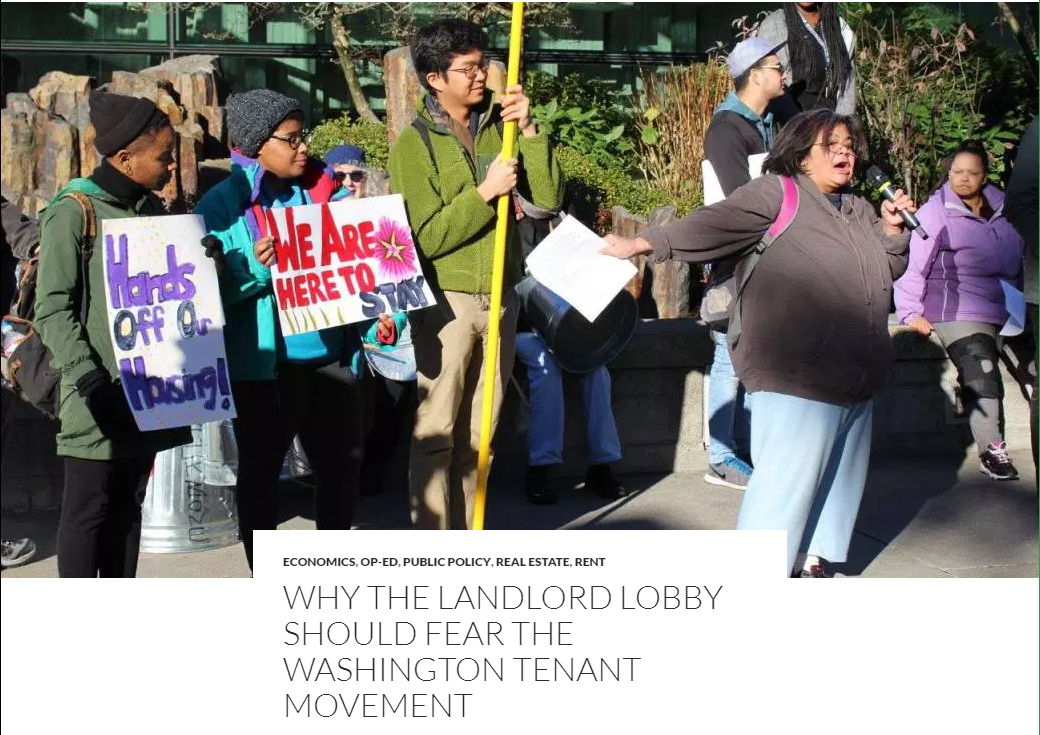 Hands
Off Our
Housing!
WE ARE
HERE TO
STAY
ECONOMICS, OP-ED, PUBLIC POLICY, REAL ESTATE, RENT
WHY THE LANDLORD LOBBY
SHOULD FEAR THE
WASHINGTON TENANT
MOVEMENT